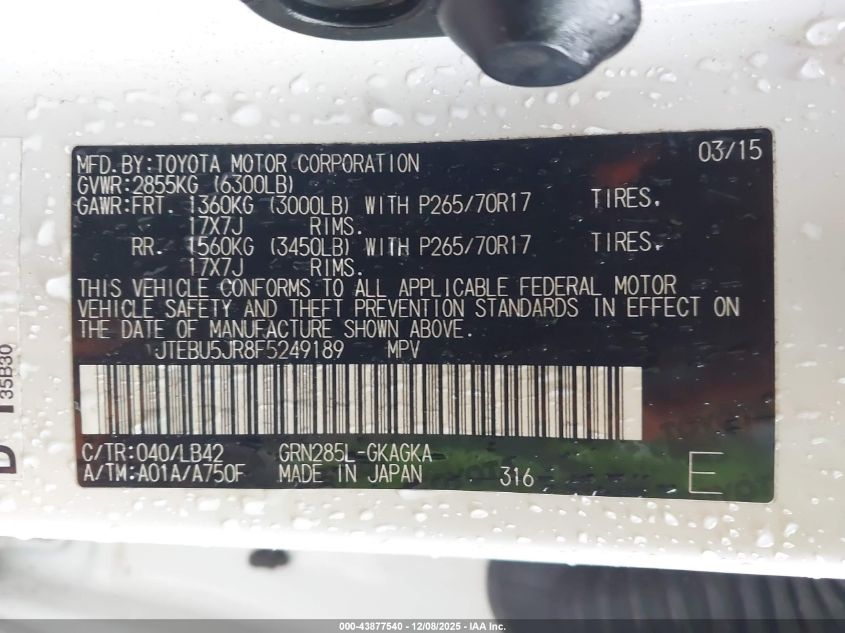 03/15
MFD.BY:TOYOTA MOTOR CORPORATION
GVWR:2855KG (6300LB)
GAWR:FRT. 1360KG (3000LB) WITH P265/70R17 TIRES.
17X7J RIMS.
RR. 1560KG (3450LB) WITH P265/70R17 TIRES.
17X7J RIMS.
THIS VEHICLE CONFORMS TO ALL APPLICABLE FEDERAL MOTOR
VEHICLE SAFETY AND THEFT PREVENTION STANDARDS IN EFFECT ON
THE DATE OF MANUFACTURE SHOWN ABOVE.
JTEBU5JR8F5249189 MPV
C/TR:040/LB42 GRN285L-GKAGKA
A/TM:A01A/A750F MADE IN JAPAN 316 E
35B30
000-43877540 - 12/08/2025 - IAA Inc.